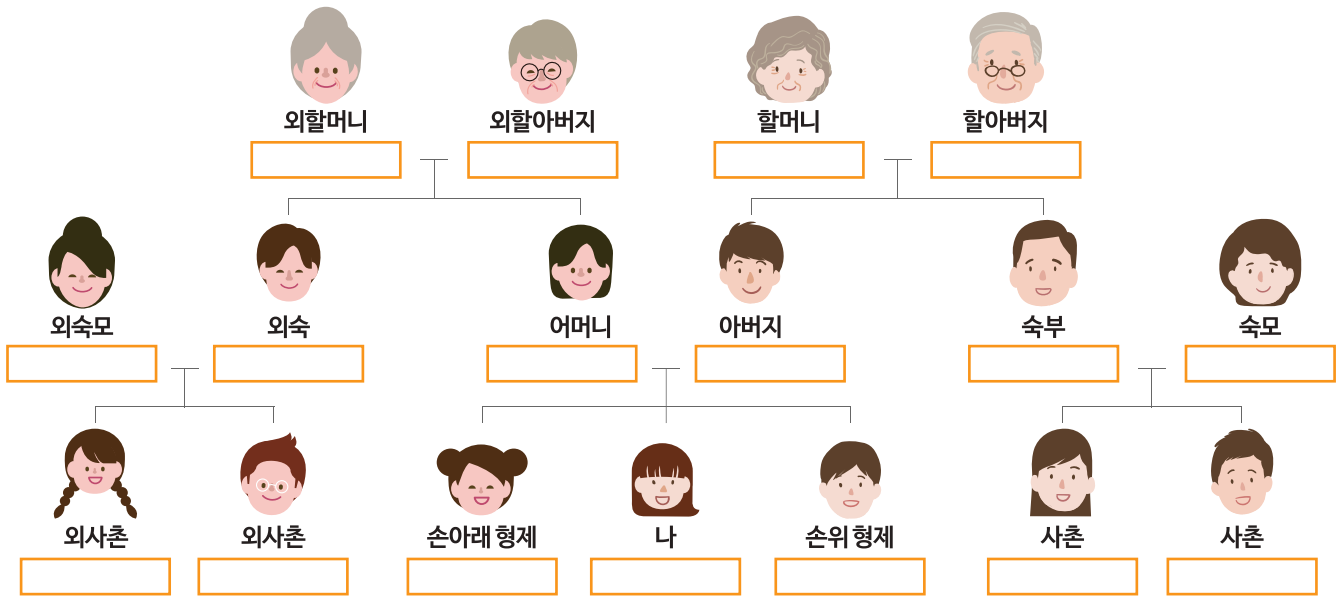 외할머니 외할아버지 할머니 할아버지
외숙모 외숙 어머니 아버지 숙부 숙모
외사촌 외사촌 손아래 형제 나 손위 형제 사촌 사촌